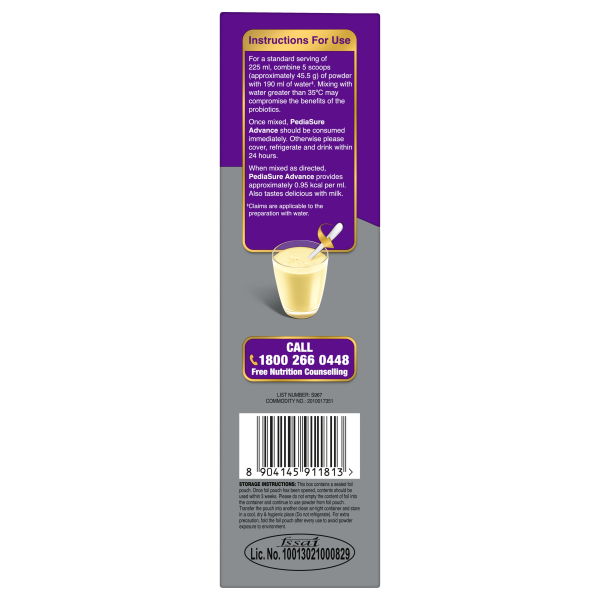 Instructions For Use
For a standard serving of
225 ml, combine 5 scoops
(approximately 45.5 g) of powder
with 190 ml of water†. Mixing with
water greater than 35°C may
compromise the benefits of the
probiotics.
Once mixed, PediaSure
Advance should be consumed
immediately. Otherwise please
cover, refrigerate and drink within
24 hours.
When mixed as directed,
PediaSure Advance provides
approximately 0.95 kcal per ml.
Also tastes delicious with milk.
†Claims are applicable to the
preparation with water.
CALL
1800 266 0448
Free Nutrition Counselling
LIST NUMBER: S967
COMMODITY NO.: 2010017351
8 904145 911813 >
STORAGE INSTRUCTIONS: This box contains a sealed foil
pouch. Once foil pouch has been opened, contents should be
used within 3 weeks. Please do not empty the content of foil into
the container and continue to use powder from foil pouch.
Transfer the pouch into another clean air-tight container and store
in a cool, dry & hygienic place (Do not refrigerate). For extra
precaution, fold the foil pouch after every use to avoid powder
exposure to environment.
fssai
Lic. No. 10013021000829